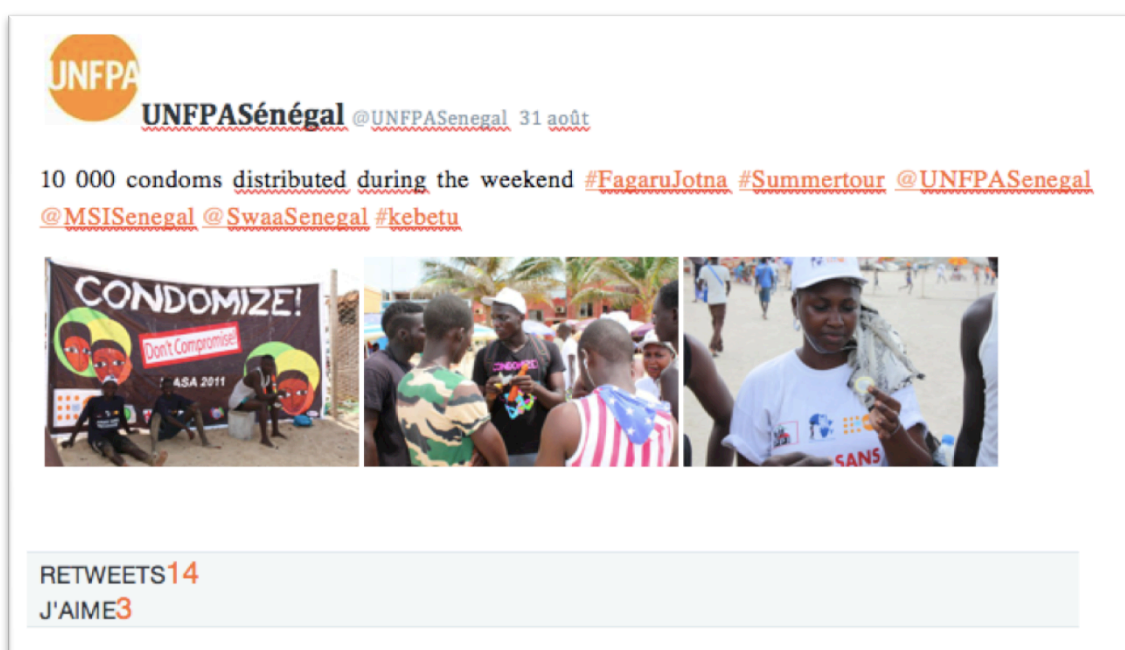 UNFPA
UNFPASénégal @UNFPASenegal 31 août
10 000 condoms distributed during the weekend #FagaruJotna #Summertour @UNFPASenegal
@MSISenegal @SwaaSenegal #kebetu
CONDOMIZE!
Don't Compromise!
ASA 2011
CONDOMIZE!
SANS
RETWEETS14
J'AIME3